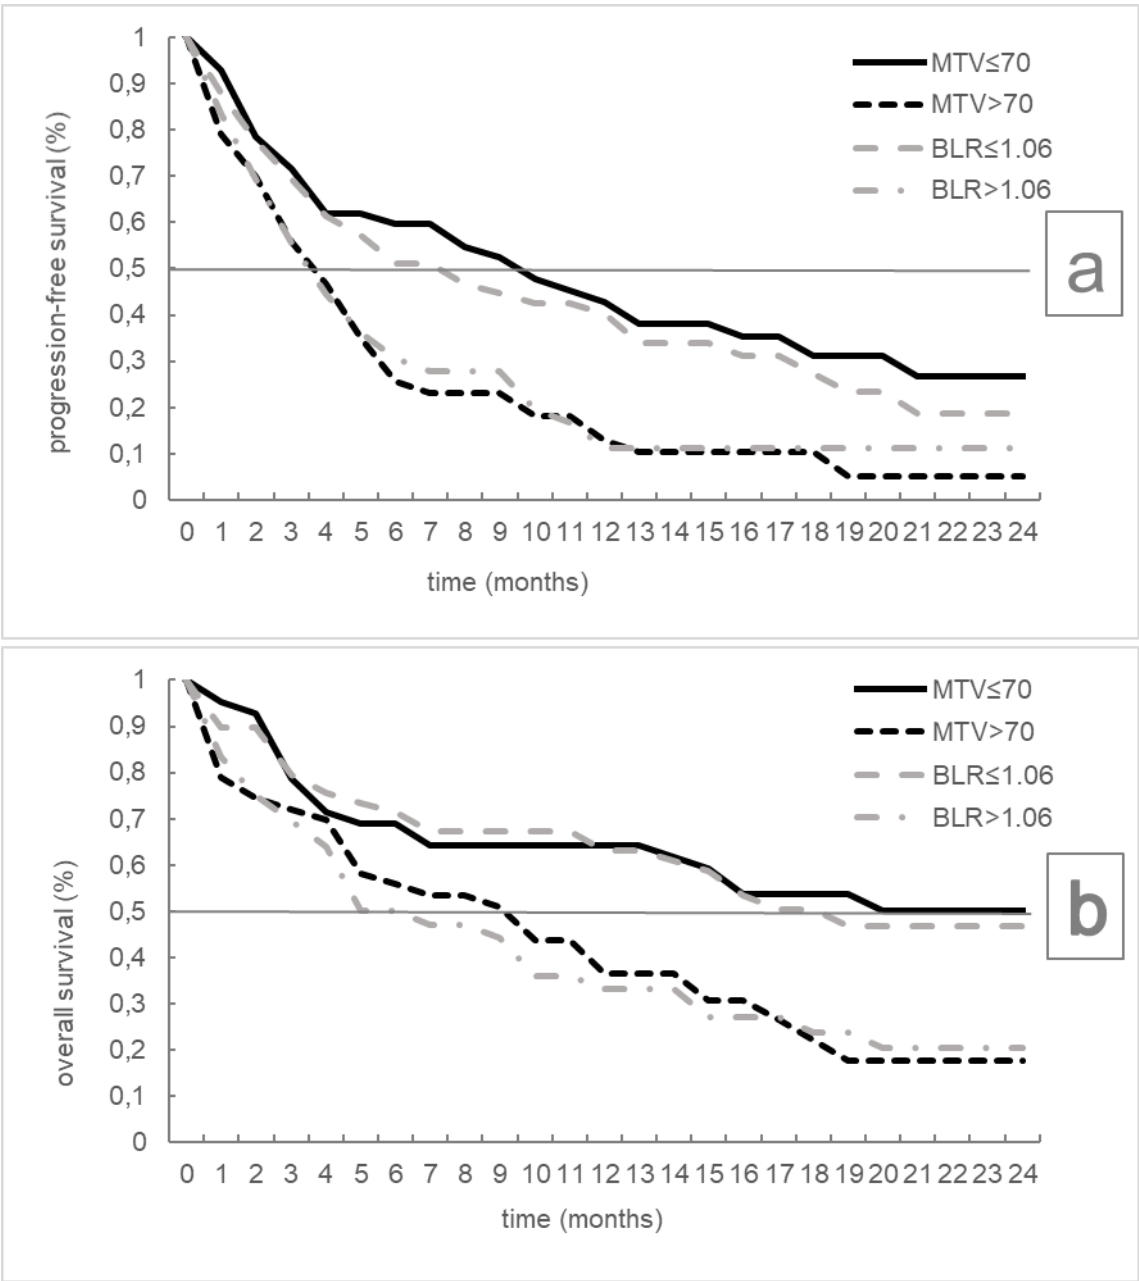 1
0,9
0,8
0,7
0,6
0,5
0,4
0,3
0,2
0,1
0
progression-free survival (%)
MTV≤70
MTV>70
BLR≤1.06
BLR>1.06
a
0 1 2 3 4 5 6 7 8 9 10 11 12 13 14 15 16 17 18 19 20 21 22 23 24
time (months)
1
0,9
0,8
0,7
0,6
0,5
0,4
0,3
0,2
0,1
0
overall survival (%)
MTV≤70
MTV>70
BLR≤1.06
BLR>1.06
b
0 1 2 3 4 5 6 7 8 9 10 11 12 13 14 15 16 17 18 19 20 21 22 23 24
time (months)